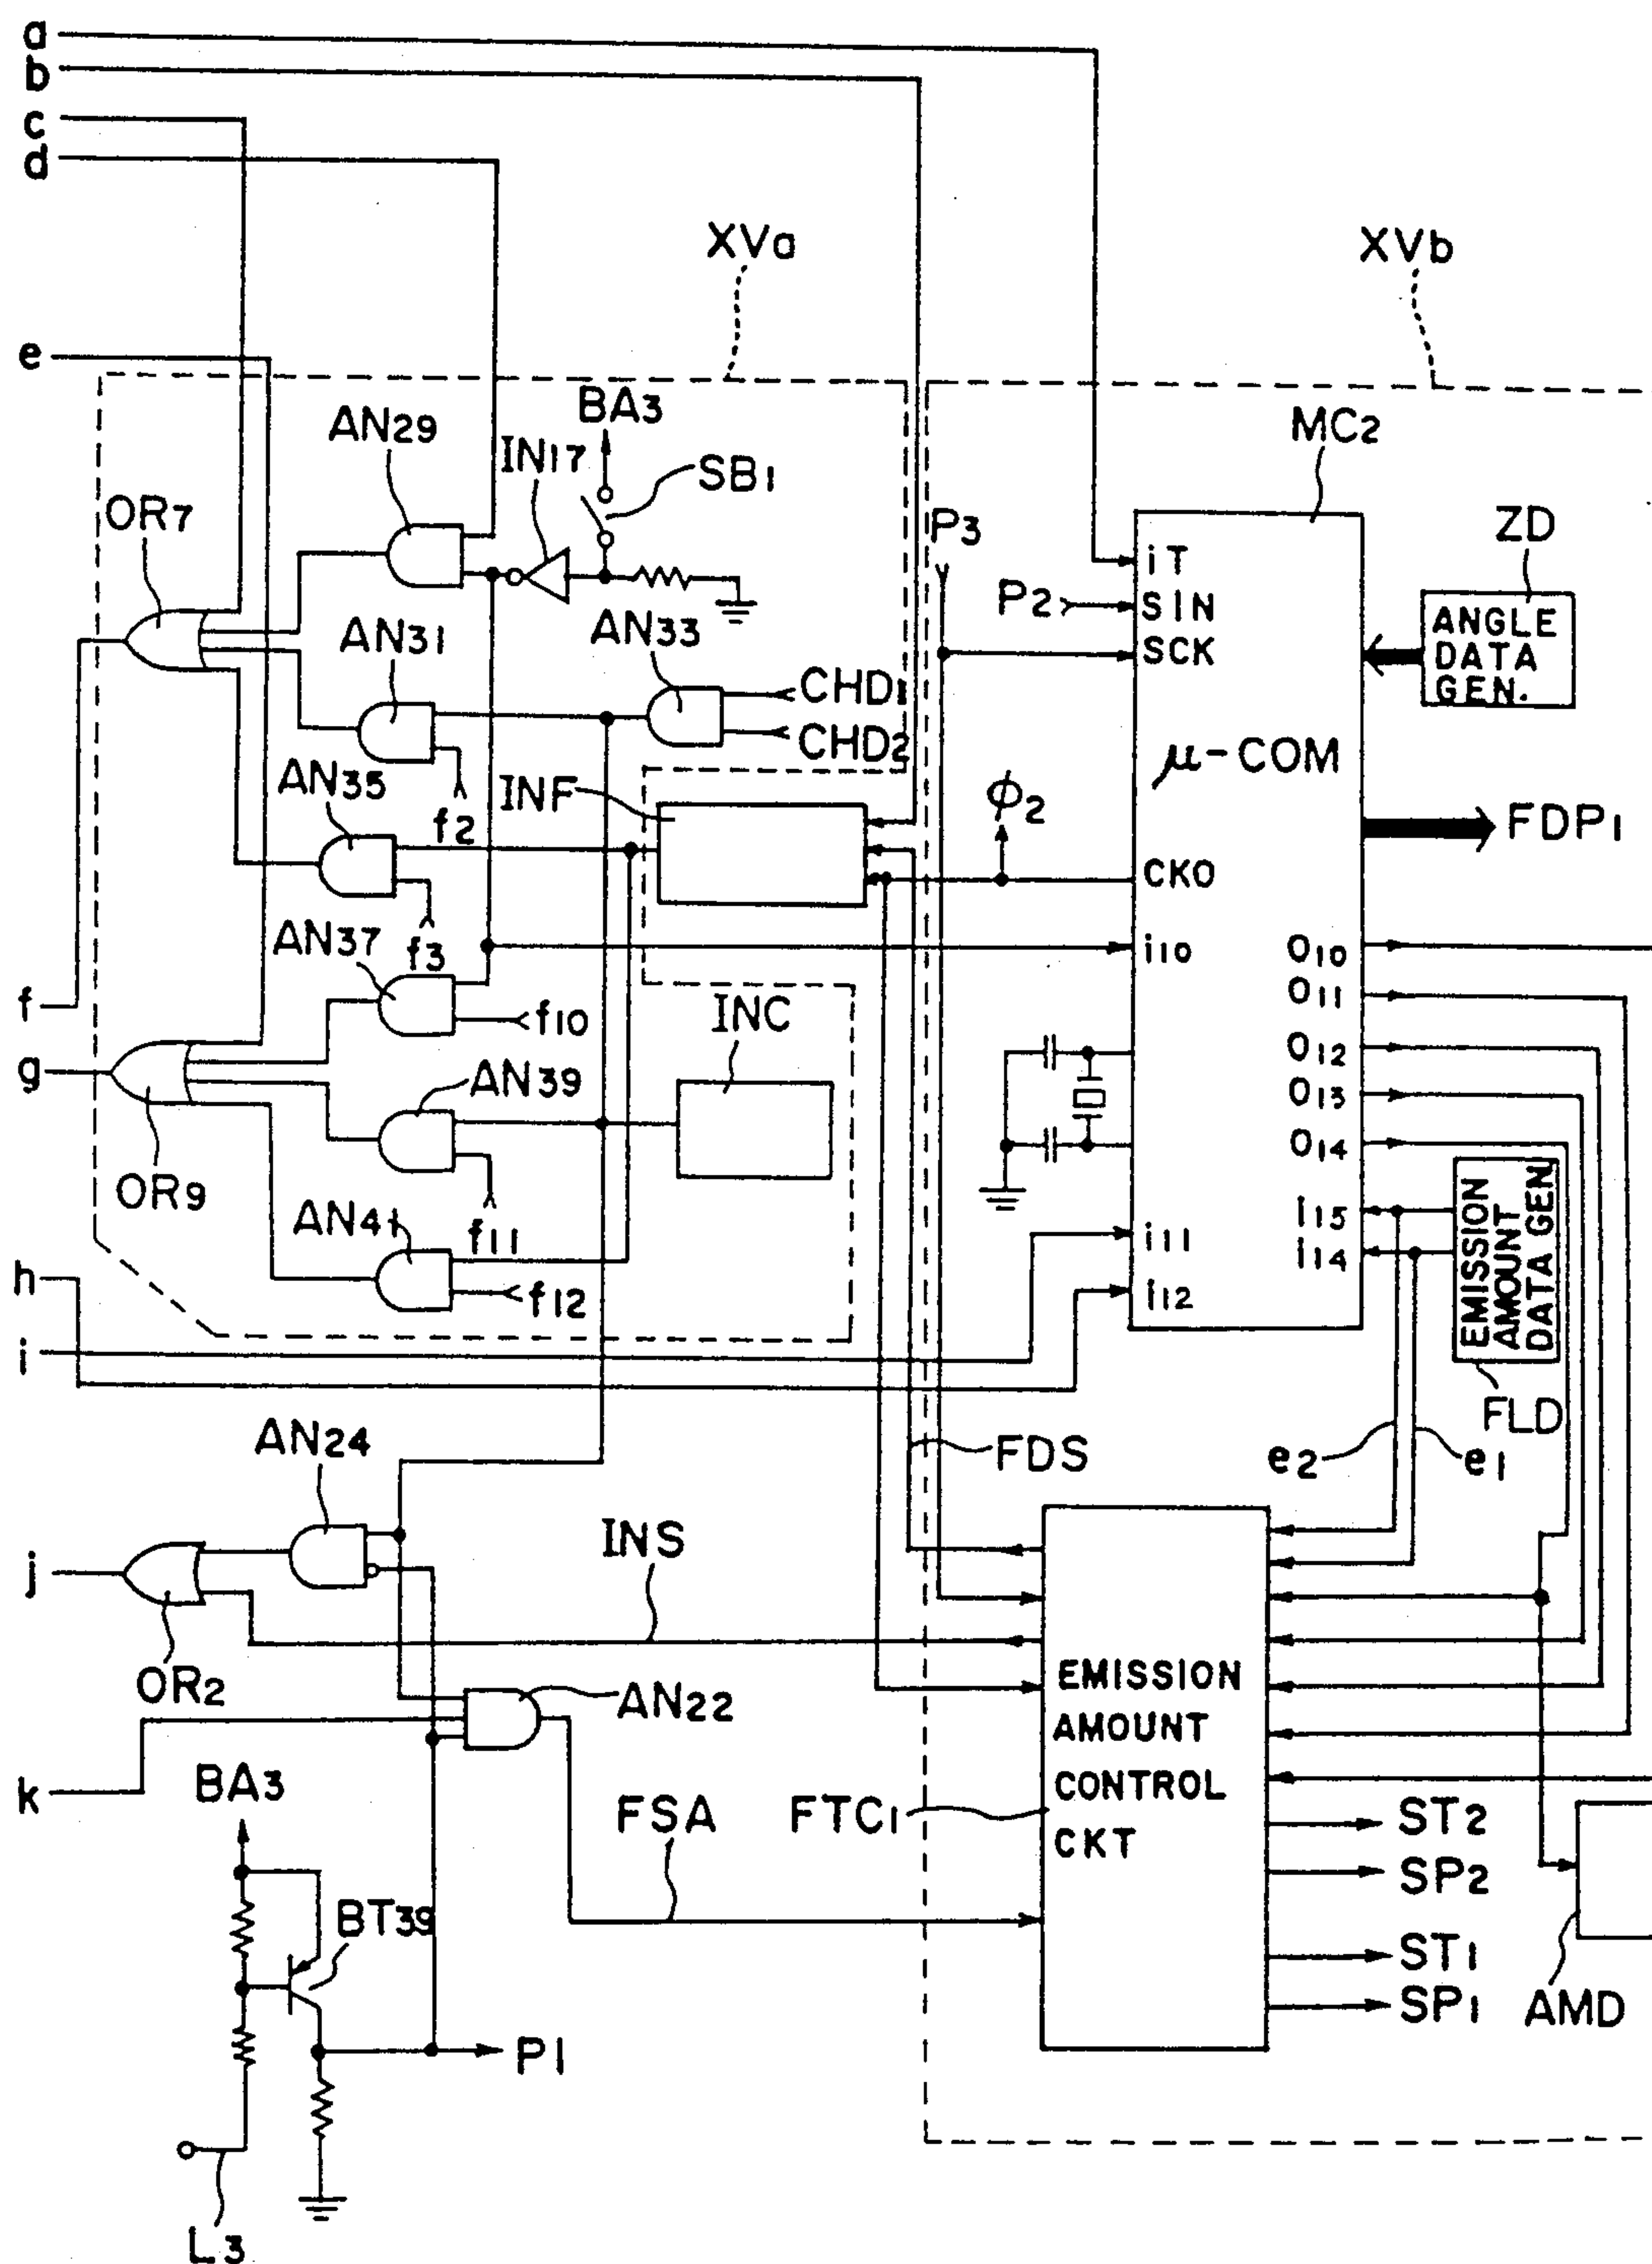 a
b
c
d
XVa
XVb
e
BA3
AN29
IN17
SB1
MC2
OR7
P3
ZD
iT
P2
SIN
SCK
ANGLE
DATA
GEN.
AN31
AN33
CHD1
CHD2
μ-COM
AN35
INF
f2
φ2
FDP1
CKO
AN37
f3
i10
O10
f
INC
f10
O11
O12
g
AN39
O13
O14
OR9
AN41
f11
i15
i14
EMISSION
AMOUNT
DATA GEN.
i11
h
f12
i12
i
FLD
AN24
FDS
e2
e1
INS
j
OR2
AN22
EMISSION
AMOUNT
CONTROL
CKT
k
BA3
FSA
FTC1
ST2
SP2
BT39
ST1
SP1
AMD
P1
L3